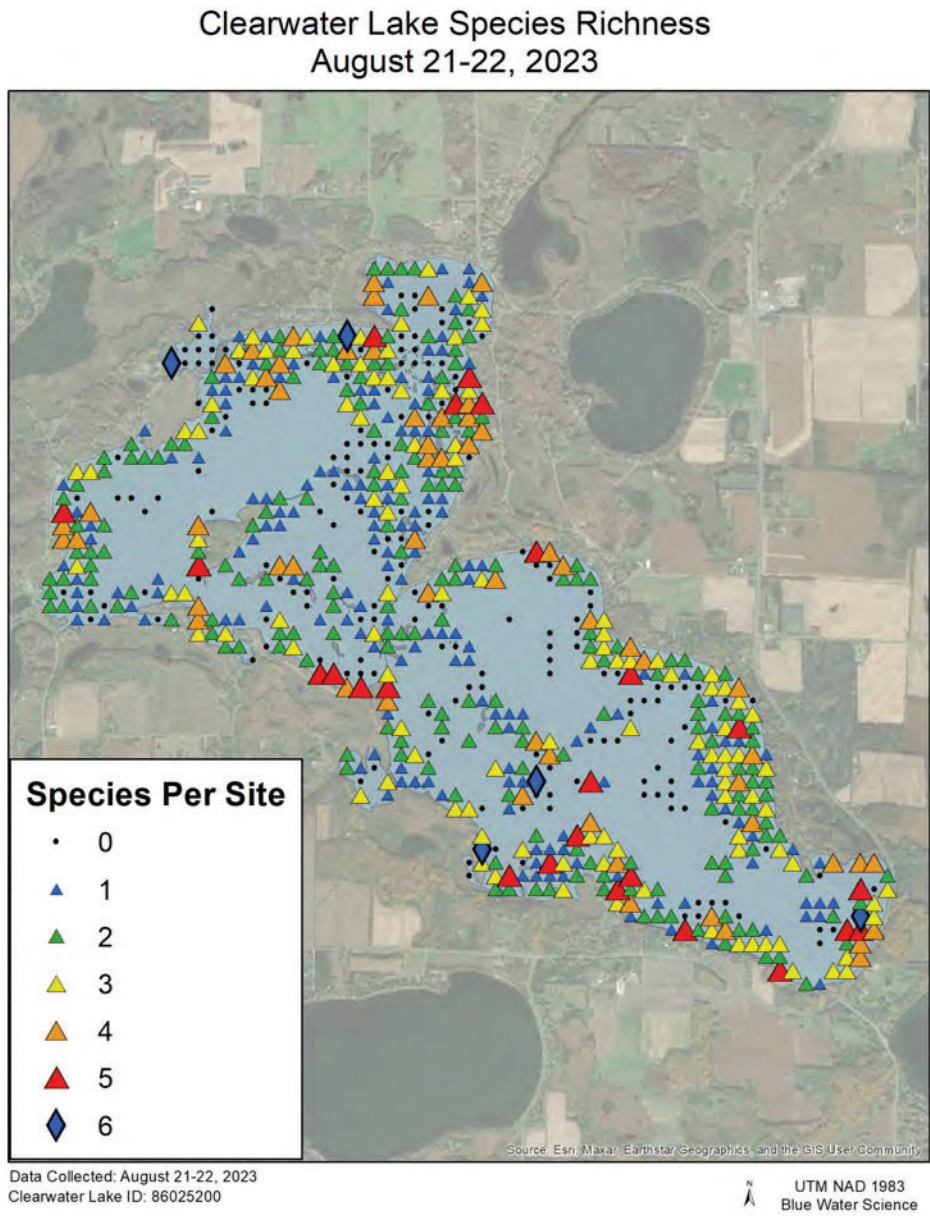 Clearwater Lake Species Richness
August 21-22, 2023
Species Per Site
0
1
2
3
4
5
6
Source: Esri, Maxar, Earthstar Geographics, and the GIS User Community
Data Collected: August 21-22, 2023
Clearwater Lake ID: 86025200
N
UTM NAD 1983
Blue Water Science